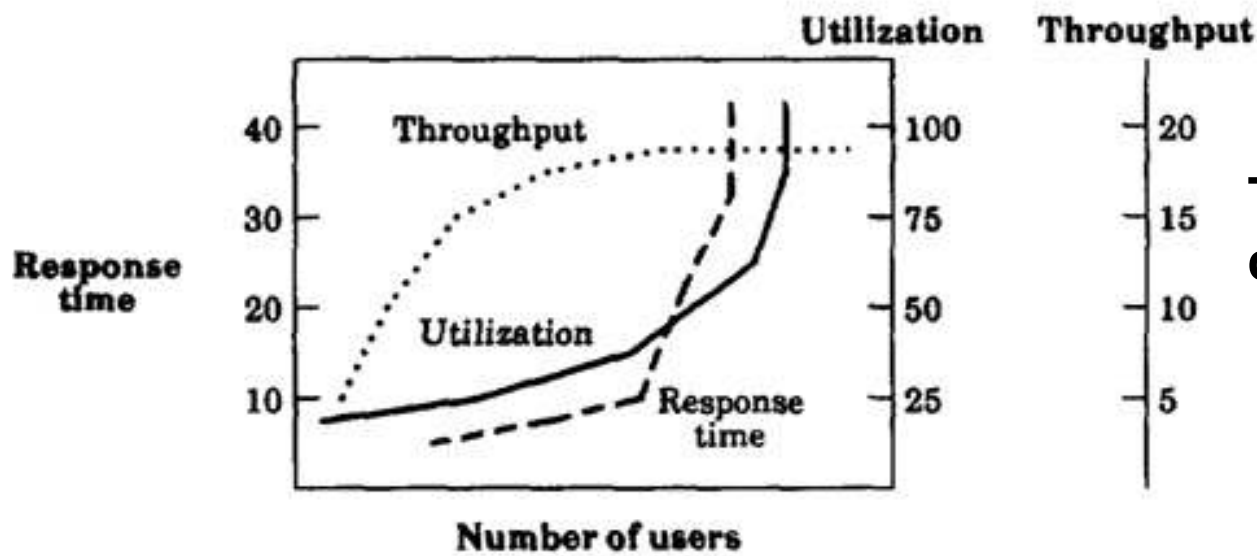 Utilization Throughput
40 Throughput 100 20
30 75 15
Response
time
20 Utilization 50 10
10 Response
time 25 5
Number of users